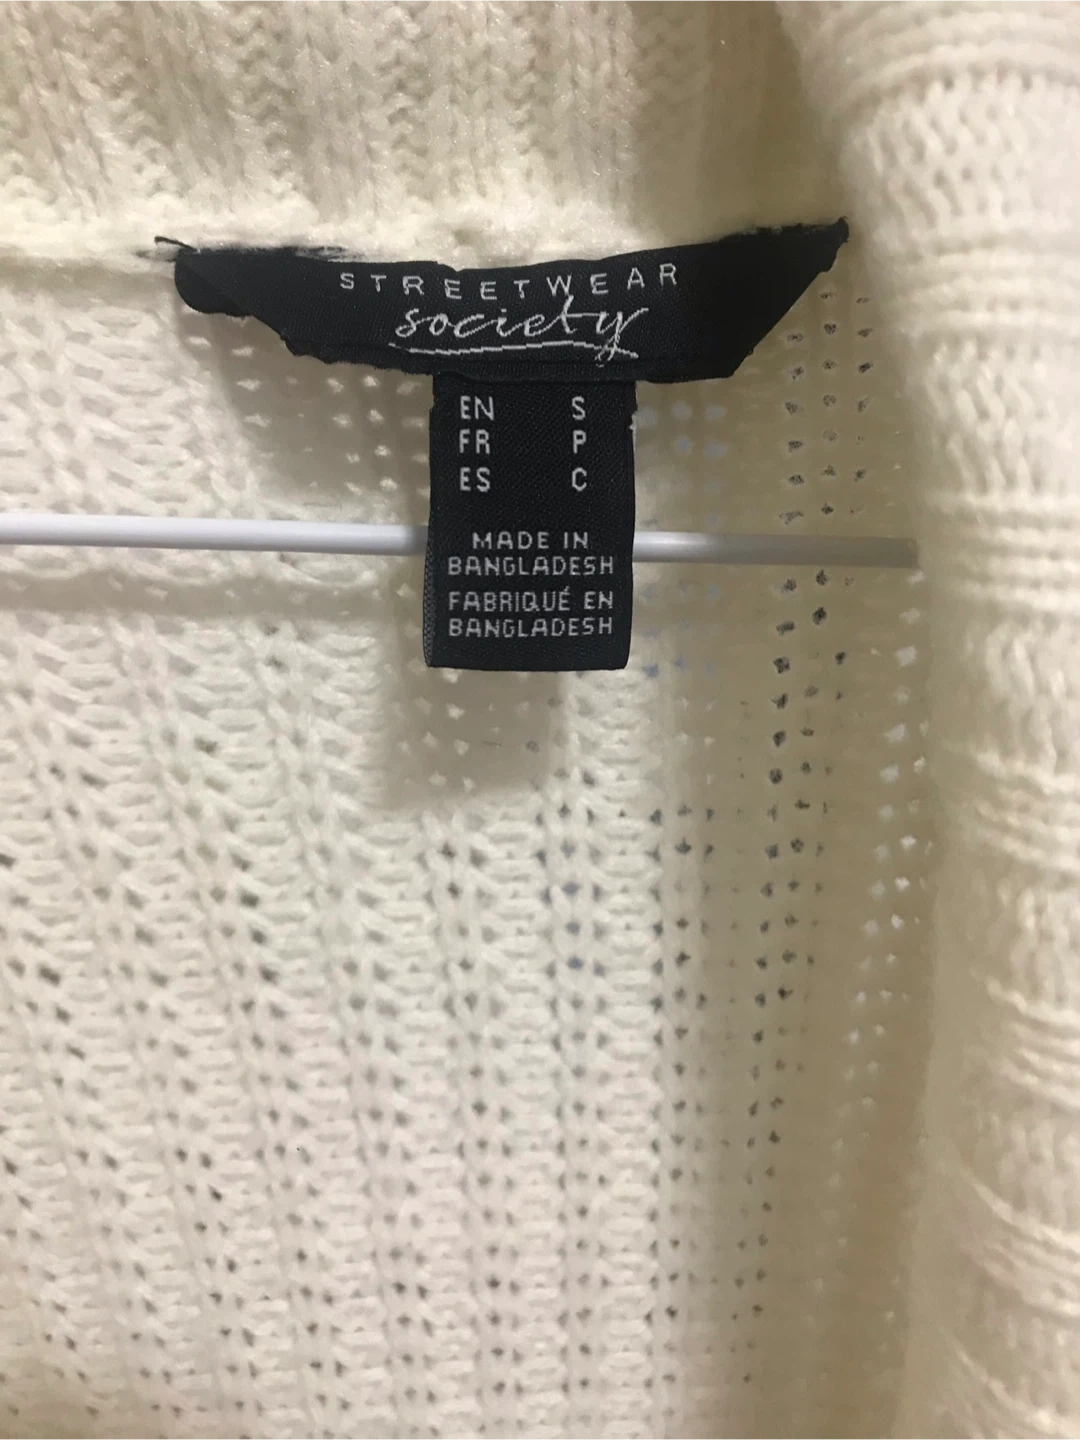 STREETWEAR
society
EN S
FR P
ES C
MADE IN
BANGLADESH
FABRIQUÉ EN
BANGLADESH